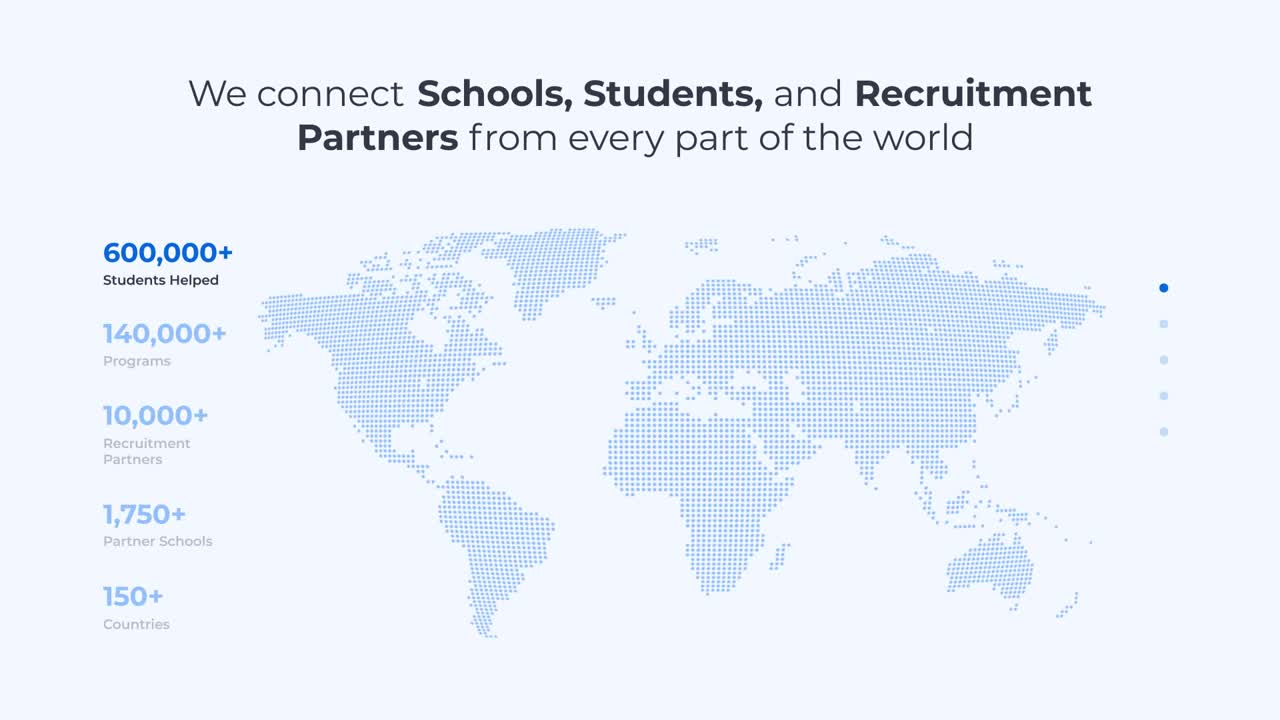 We connect Schools, Students, and Recruitment
Partners from every part of the world
600,000+
Students Helped
140,000+
Programs
10,000+
Recruitment
Partners
1,750+
Partner Schools
150+
Countries